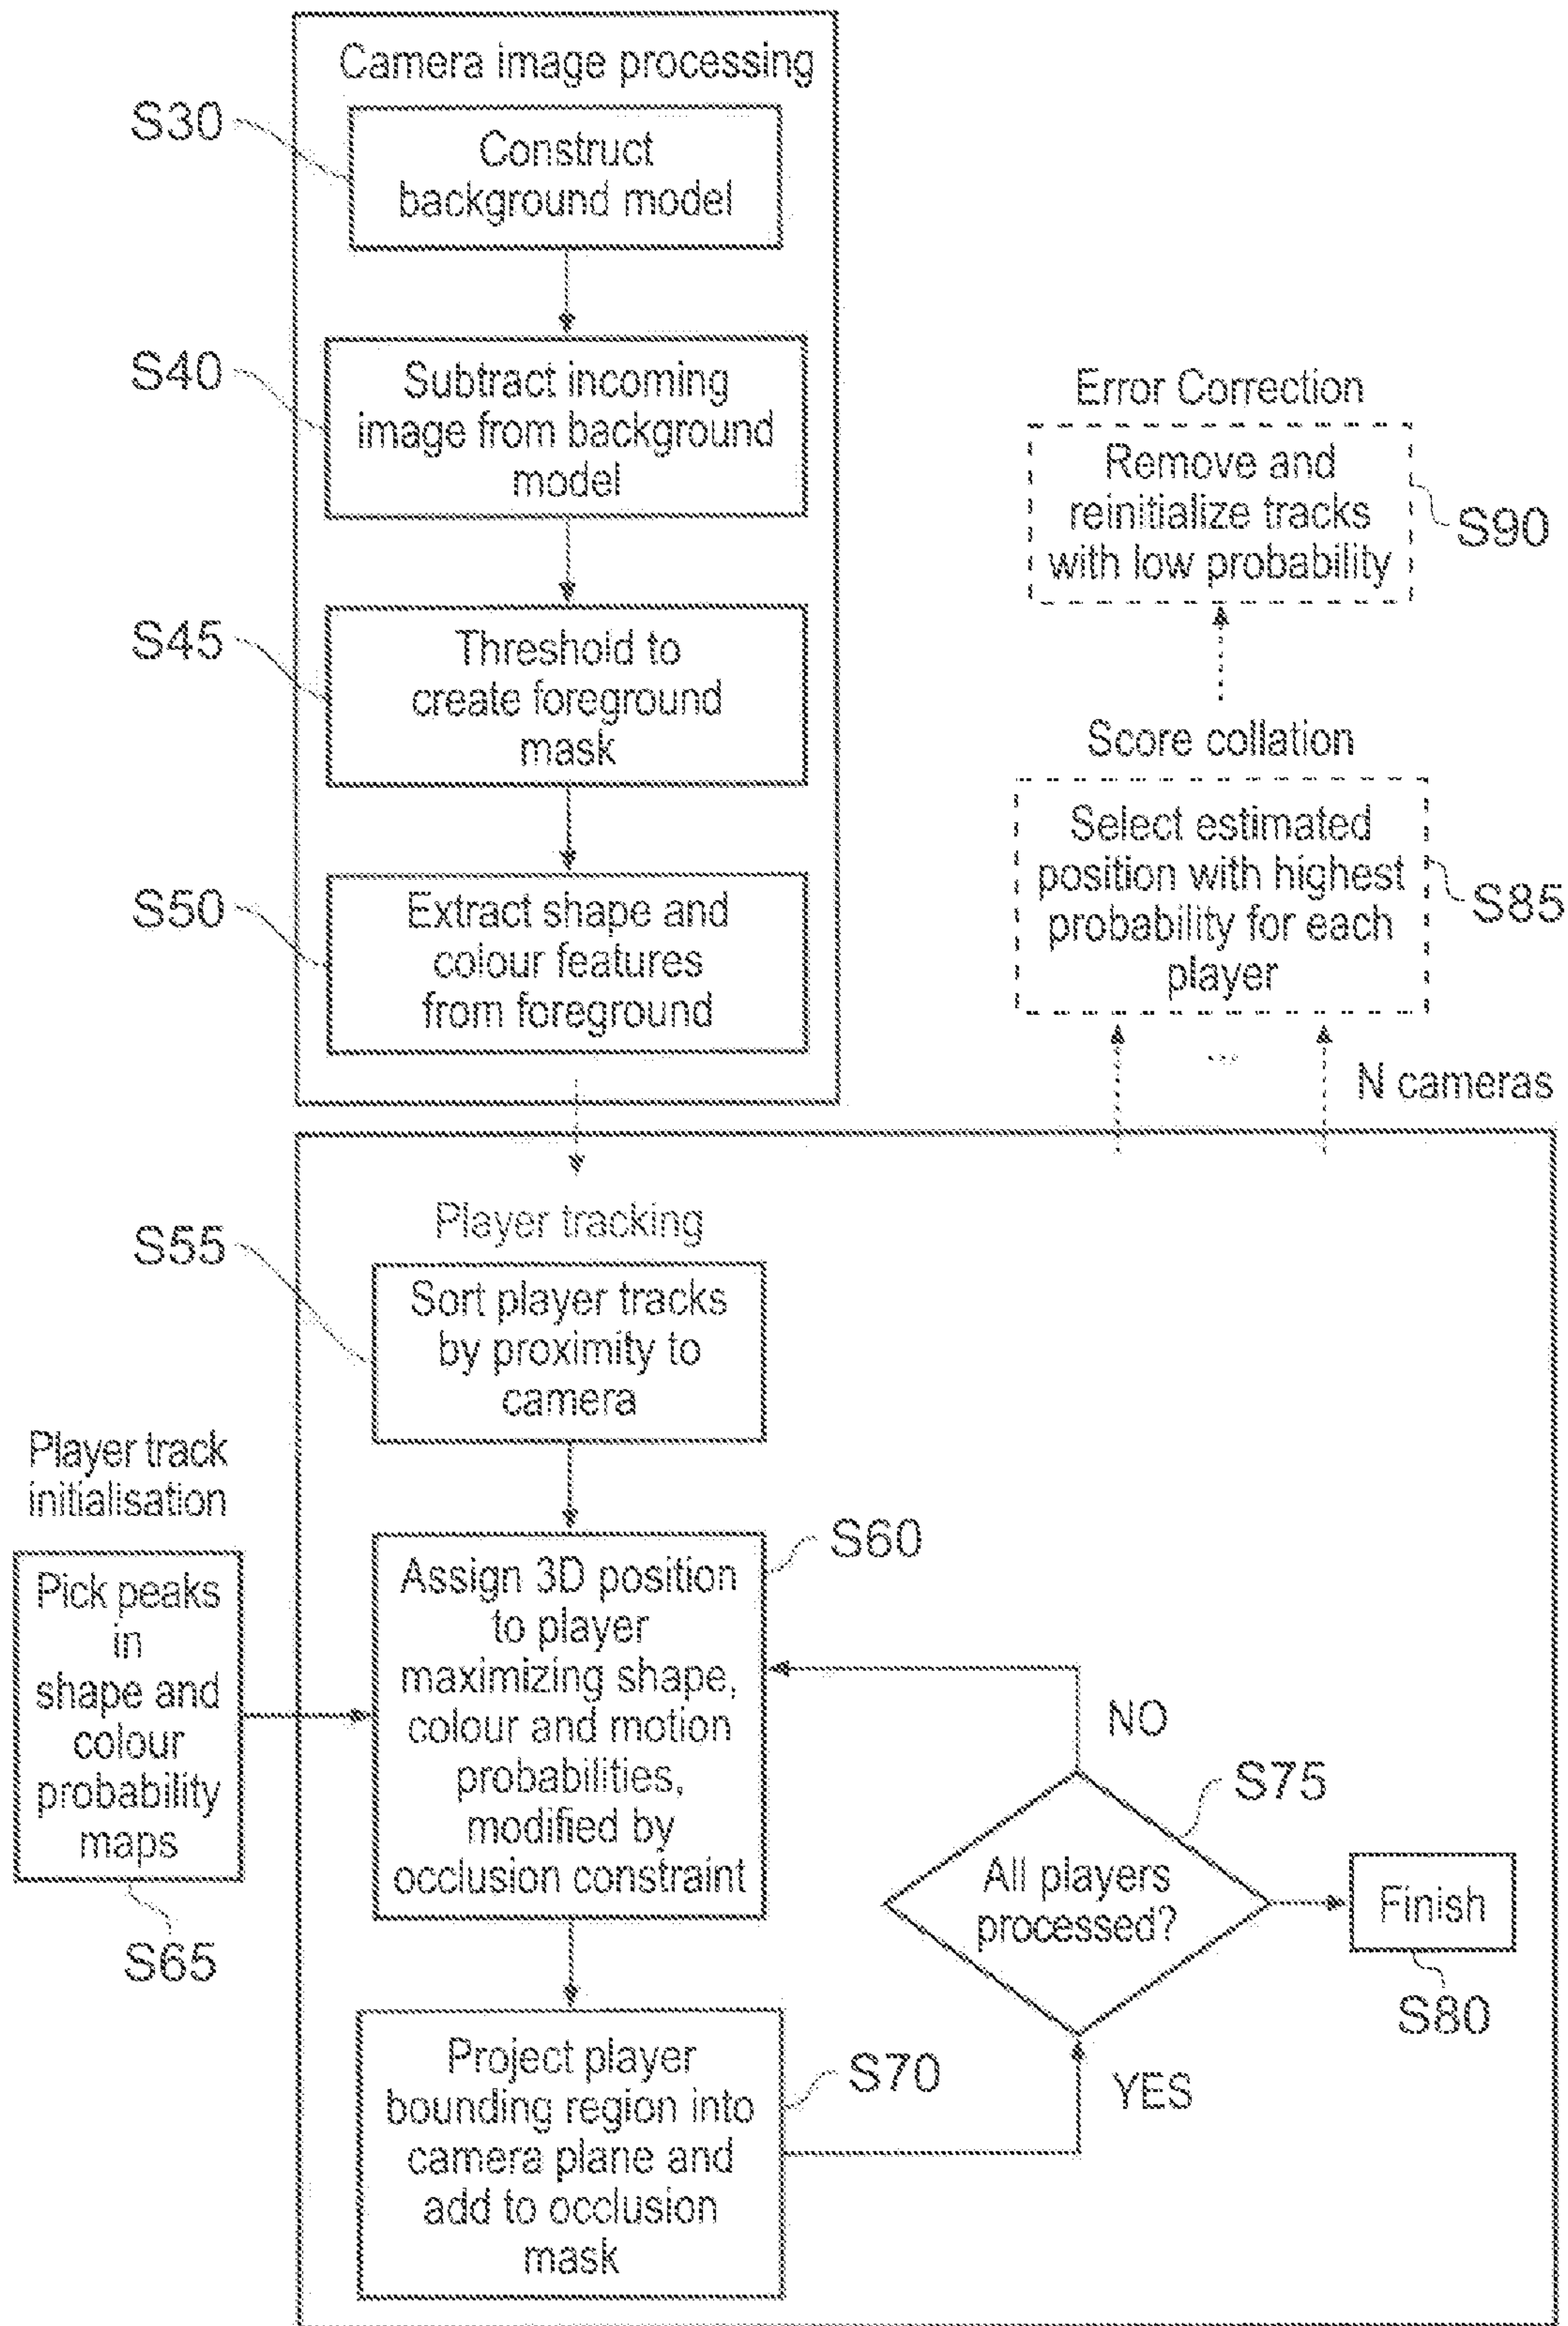 Camera image processing
S30
Construct
background model
S40
Subtract incoming
image from background
model
S45
Threshold to
create foreground
mask
S50
Extract shape and
colour features
from foreground
Error Correction
Remove and
reinitialize tracks
with low probability
S90
Score collation
Select estimated
position with highest
probability for each
player
S85
...
N cameras
Player tracking
S55
Sort player tracks
by proximity to
camera
Player track
initialisation
Pick peaks
in
shape and
colour
probability
maps
S65
S60
Assign 3D position
to player
maximizing shape,
colour and motion
probabilities,
modified by
occlusion constraint
NO
S75
All players
processed?
Finish
S80
YES
S70
Project player
bounding region into
camera plane and
add to occlusion
mask